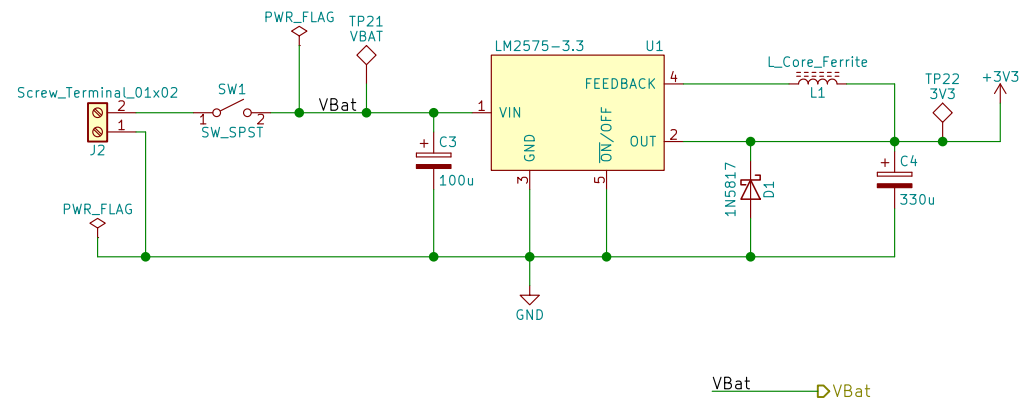 PWR_FLAG
TP21
VBAT
LM2575-3.3 U1
Screw_Terminal_01x02
2
1
J2
SW1
1 2
SW_SPST
VBat
1 VIN
FEEDBACK 4
OUT 2
GND
3
ON/OFF
5
L_Core_Ferrite
L1
TP22
3V3
+3V3
+ C3
100u
1N5817
D1
+ C4
330u
PWR_FLAG
GND
VBat VBat